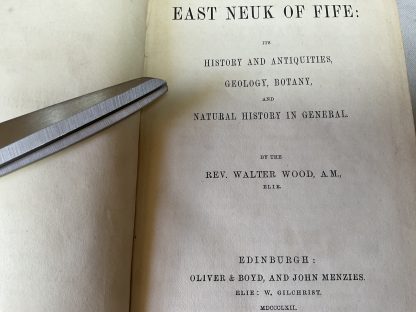 EAST NEUK OF FIFE:
ITS
HISTORY AND ANTIQUITIES,
GEOLOGY, BOTANY,
AND
NATURAL HISTORY IN GENERAL.
BY THE
REV. WALTER WOOD, A.M.,
ELIE.
EDINBURGH:
OLIVER & BOYD, AND JOHN MENZIES.
ELIE: W. GILCHRIST.
MDCCCLXII.